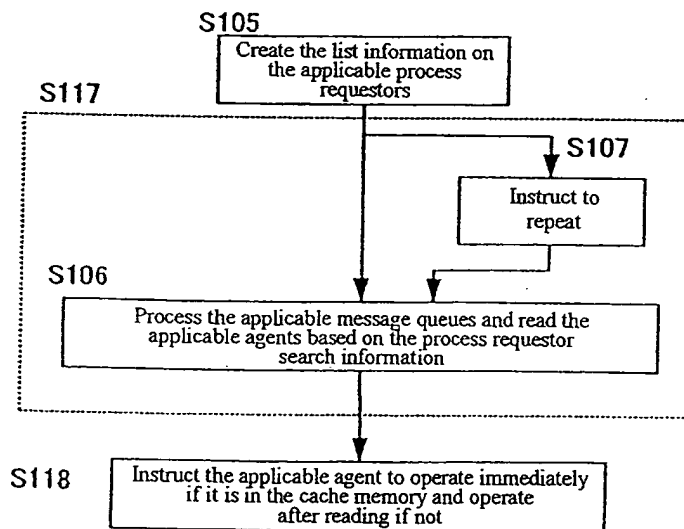 S105
Create the list information on
the applicable process
requestors
S117
S107
Instruct to
repeat
S106
Process the applicable message queues and read the
applicable agents based on the process requestor
search information
S118
Instruct the applicable agent to operate immediately
if it is in the cache memory and operate
after reading if not